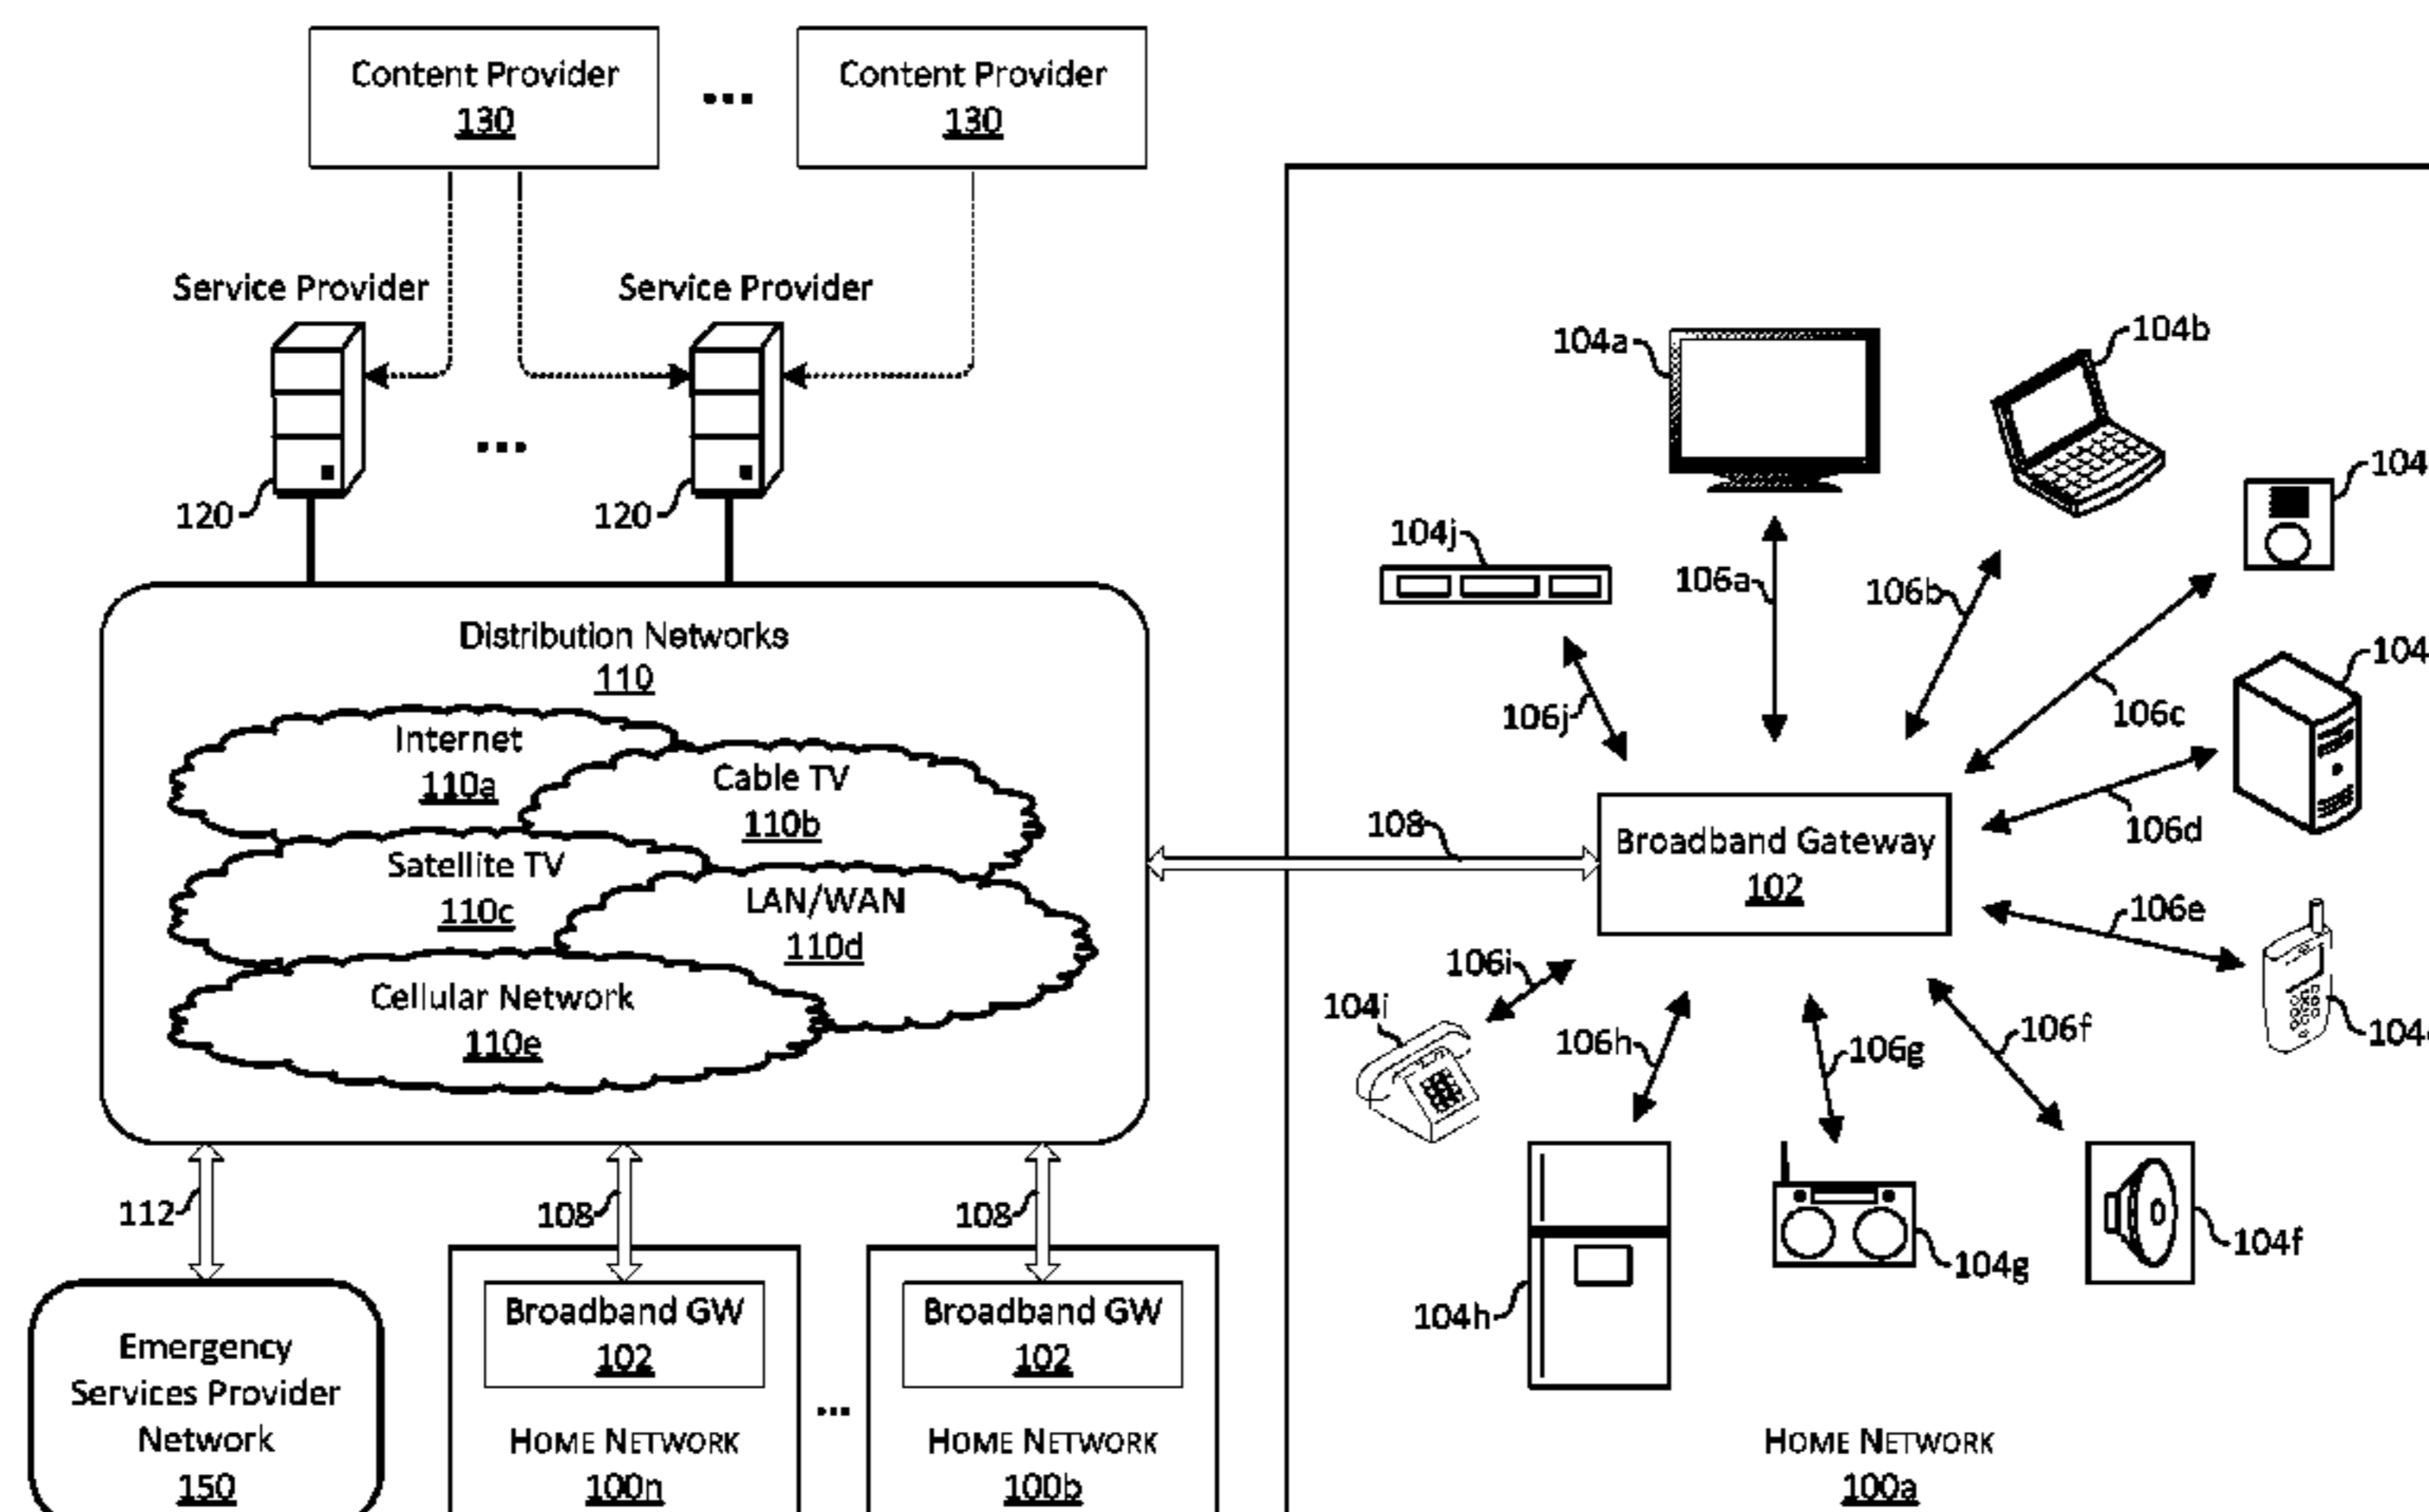 Content Provider
130
...
Content Provider
130
Service Provider
Service Provider
120
...
120
Distribution Networks
110
Internet
110a
Cable TV
110b
Satellite TV
110c
LAN/WAN
110d
Cellular Network
110e
112
108
108
108
Emergency
Services Provider
Network
150
Broadband GW
102
HOME NETWORK
100n
...
Broadband GW
102
HOME NETWORK
100b
104a
104b
104
104j
106a
106b
104
106j
106c
106d
Broadband Gateway
102
106e
106i
104i
106h
106g
106f
104
104h
104g
104f
HOME NETWORK
100a